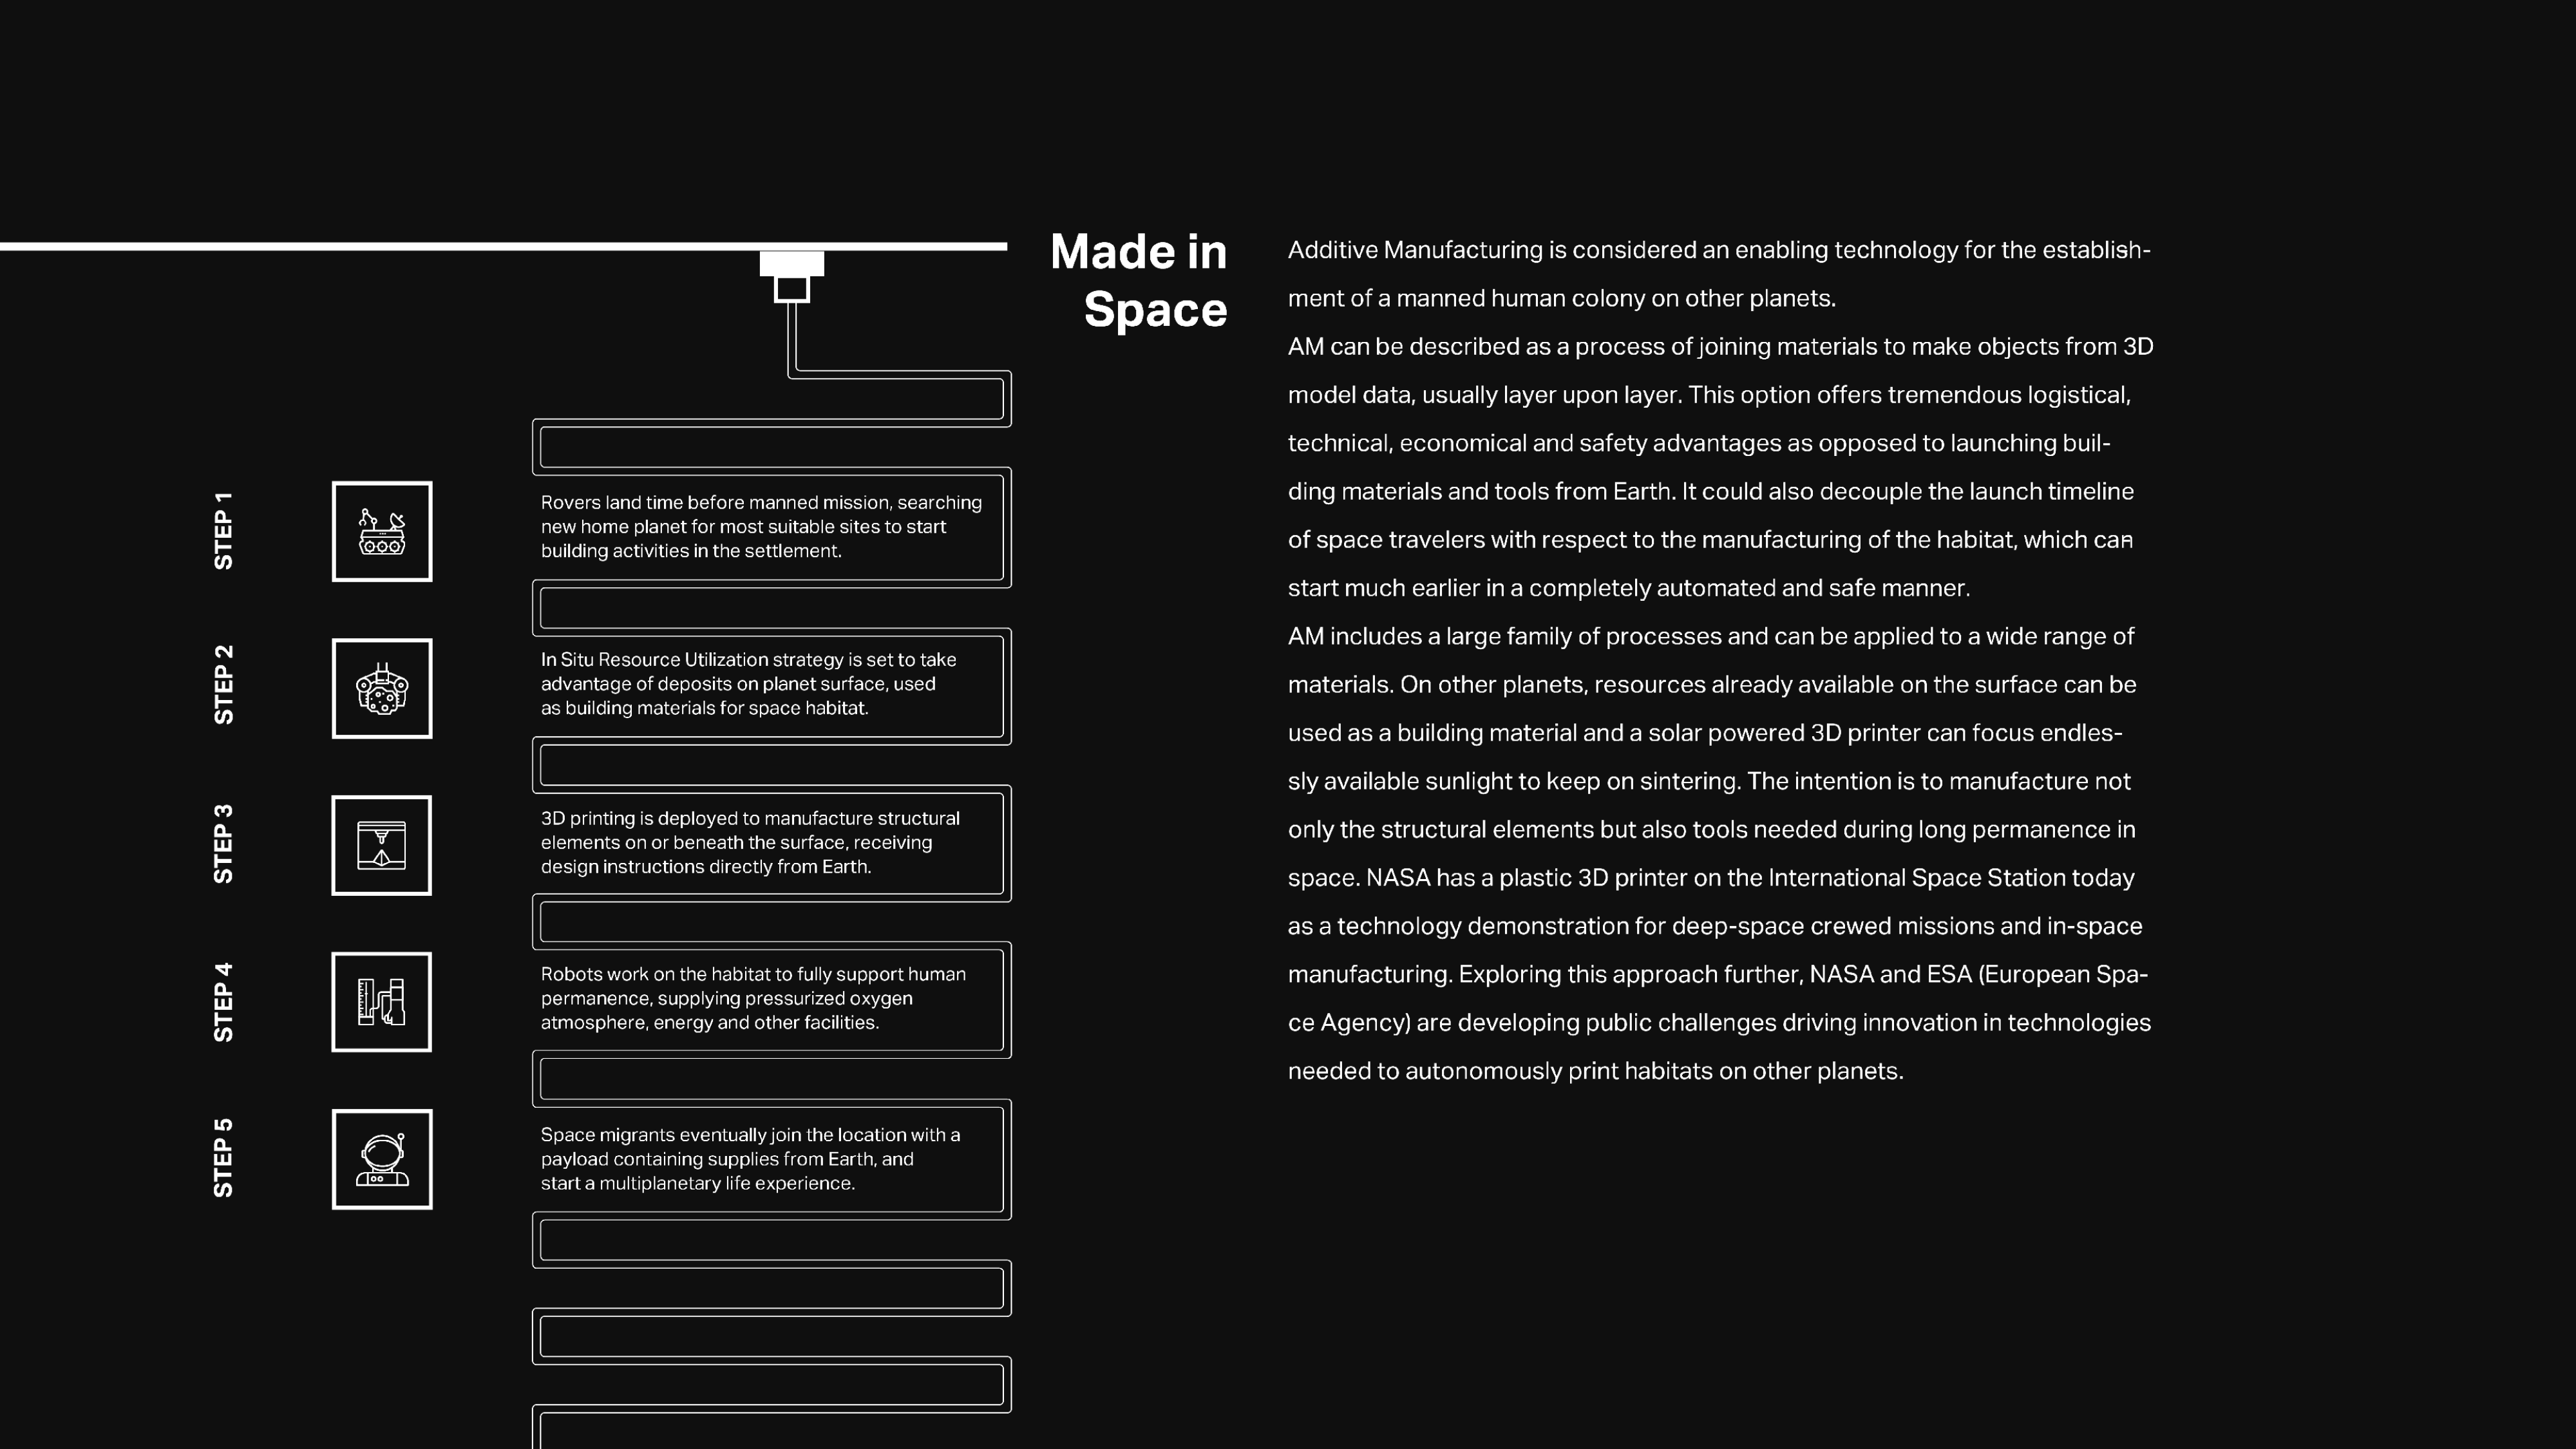 Made in
Space
Additive Manufacturing is considered an enabling technology for the establish-
ment of a manned human colony on other planets.
AM can be described as a process of joining materials to make objects from 3D
model data, usually layer upon layer. This option offers tremendous logistical,
technical, economical and safety advantages as opposed to launching buil-
ding materials and tools from Earth. It could also decouple the launch timeline
of space travelers with respect to the manufacturing of the habitat, which can
start much earlier in a completely automated and safe manner.
AM includes a large family of processes and can be applied to a wide range of
materials. On other planets, resources already available on the surface can be
used as a building material and a solar powered 3D printer can focus endles-
sly available sunlight to keep on sintering. The intention is to manufacture not
only the structural elements but also tools needed during long permanence in
space. NASA has a plastic 3D printer on the International Space Station today
as a technology demonstration for deep-space crewed missions and in-space
manufacturing. Exploring this approach further, NASA and ESA (European Spa-
ce Agency) are developing public challenges driving innovation in technologies
needed to autonomously print habitats on other planets.
STEP 1
Rovers land time before manned mission, searching
new home planet for most suitable sites to start
building activities in the settlement.
STEP 2
In Situ Resource Utilization strategy is set to take
advantage of deposits on planet surface, used
as building materials for space habitat.
STEP 3
3D printing is deployed to manufacture structural
elements on or beneath the surface, receiving
design instructions directly from Earth.
STEP 4
Robots work on the habitat to fully support human
permanence, supplying pressurized oxygen
atmosphere, energy and other facilities.
STEP 5
Space migrants eventually join the location with a
payload containing supplies from Earth, and
start a multiplanetary life experience.